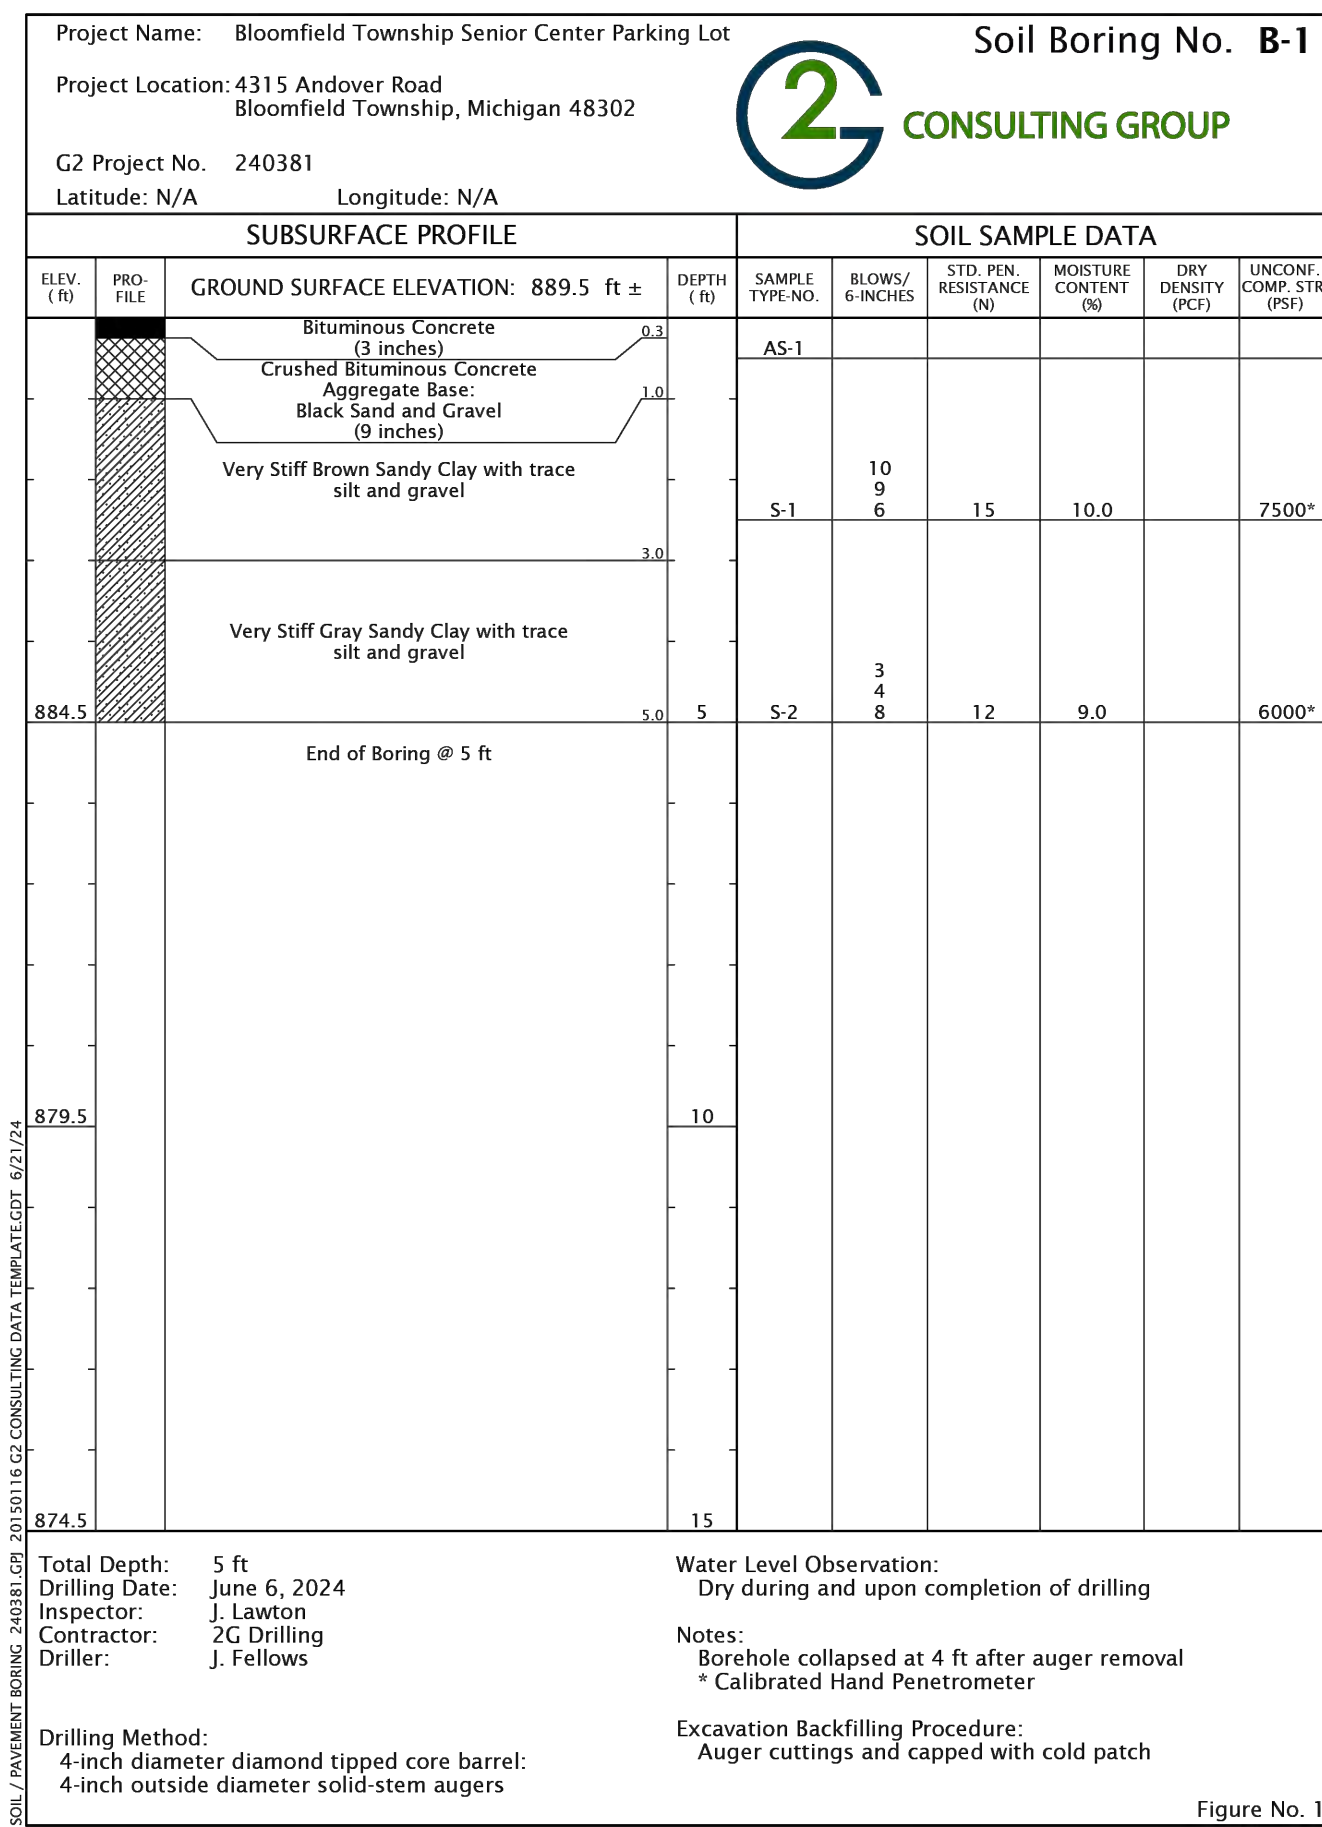 Project Name: Bloomfield Township Senior Center Parking Lot
Soil Boring No. B-1
Project Location: 4315 Andover Road
Bloomfield Township, Michigan 48302
G2 CONSULTING GROUP
G2 Project No. 240381
Latitude: N/A Longitude: N/A
SUBSURFACE PROFILE
SOIL SAMPLE DATA
ELEV.
( ft)
PRO-
FILE
GROUND SURFACE ELEVATION: 889.5 ft ±
DEPTH
( ft)
SAMPLE
TYPE-NO.
BLOWS/
6-INCHES
STD. PEN.
RESISTANCE
(N)
MOISTURE
CONTENT
(%)
DRY
DENSITY
(PCF)
UNCONF.
COMP. STR
(PSF)
Bituminous Concrete
(3 inches)
0.3
AS-1
Crushed Bituminous Concrete
Aggregate Base:
Black Sand and Gravel
(9 inches)
1.0
Very Stiff Brown Sandy Clay with trace
silt and gravel
10
9
S-1 6 15 10.0 7500*
3.0
Very Stiff Gray Sandy Clay with trace
silt and gravel
3
4
884.5 5.0 5 S-2 8 12 9.0 6000*
End of Boring @ 5 ft
879.5 10
874.5 15
Total Depth: 5 ft
Drilling Date: June 6, 2024
Inspector: J. Lawton
Contractor: 2G Drilling
Driller: J. Fellows
Water Level Observation:
Dry during and upon completion of drilling
Notes:
Borehole collapsed at 4 ft after auger removal
* Calibrated Hand Penetrometer
Drilling Method:
4-inch diameter diamond tipped core barrel:
4-inch outside diameter solid-stem augers
Excavation Backfilling Procedure:
Auger cuttings and capped with cold patch
Figure No. 1
SOIL / PAVEMENT BORING 240381.GPJ 20150116 G2 CONSULTING DATA TEMPLATE.GDT 6/21/24